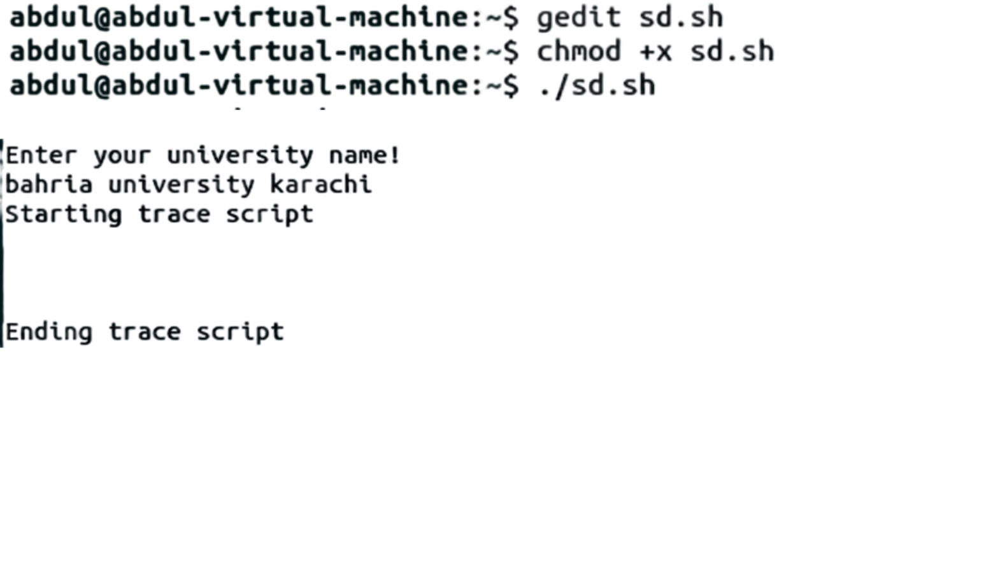 abdul@abdul-virtual-machine:~$ gedit sd.sh
abdul@abdul-virtual-machine:~$ chmod +x sd.sh
abdul@abdul-virtual-machine:~$ ./sd.sh
Enter your university name!
bahria university karachi
Starting trace script
Ending trace script